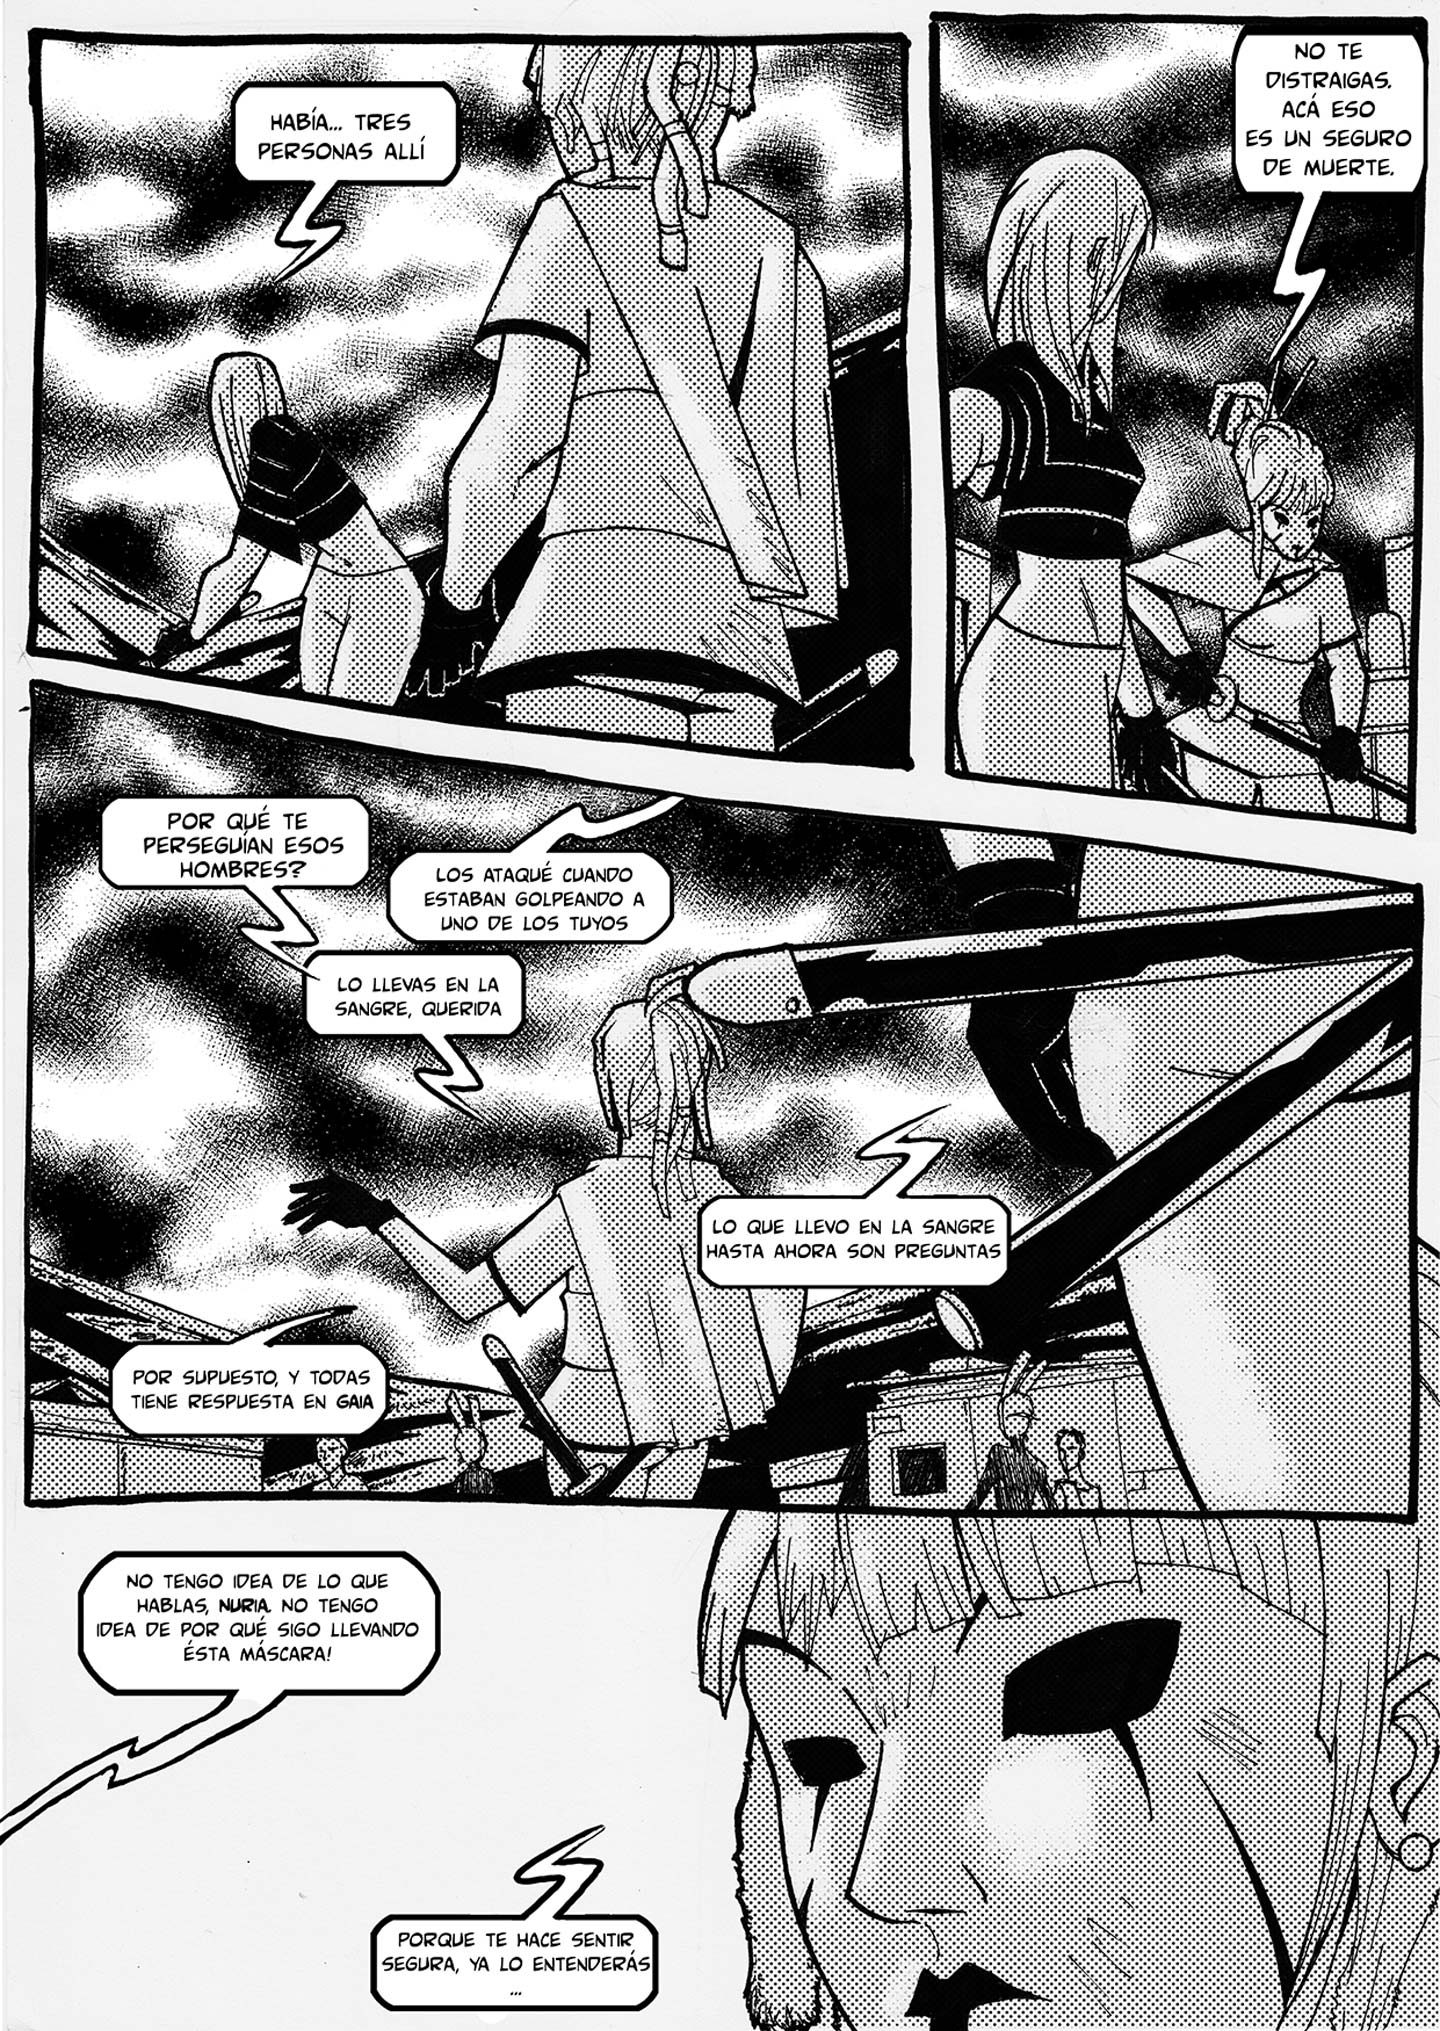 HABÍA... TRES
PERSONAS ALLÍ
NO TE
DISTRAIGAS.
ACÁ ESO
ES UN SEGURO
DE MUERTE.
POR QUÉ TE
PERSEGUÍAN ESOS
HOMBRES?
LOS ATAQUÉ CUANDO
ESTABAN GOLPEANDO A
UNO DE LOS TUYOS
LO LLEVAS EN LA
SANGRE, QUERIDA
LO QUE LLEVO EN LA SANGRE
HASTA AHORA SON PREGUNTAS
POR SUPUESTO, Y TODAS
TIENE RESPUESTA EN GAIA
NO TENGO IDEA DE LO QUE
HABLAS, NURIA. NO TENGO
IDEA DE POR QUÉ SIGO LLEVANDO
ÉSTA MÁSCARA!
PORQUE TE HACE SENTIR
SEGURA, YA LO ENTENDERÁS
...